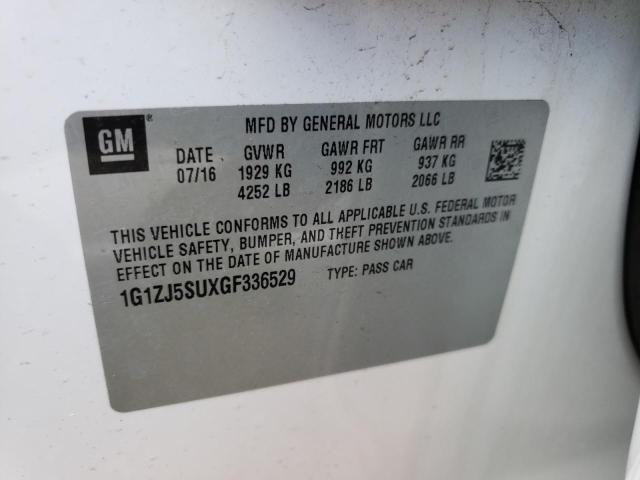 GM ®
MFD BY GENERAL MOTORS LLC
DATE GVWR GAWR FRT GAWR RR
07/16 1929 KG 992 KG 937 KG
4252 LB 2186 LB 2066 LB
THIS VEHICLE CONFORMS TO ALL APPLICABLE U.S. FEDERAL MOTOR
VEHICLE SAFETY, BUMPER, AND THEFT PREVENTION STANDARDS IN
EFFECT ON THE DATE OF MANUFACTURE SHOWN ABOVE.
1G1ZJ5SUXGF336529 TYPE: PASS CAR